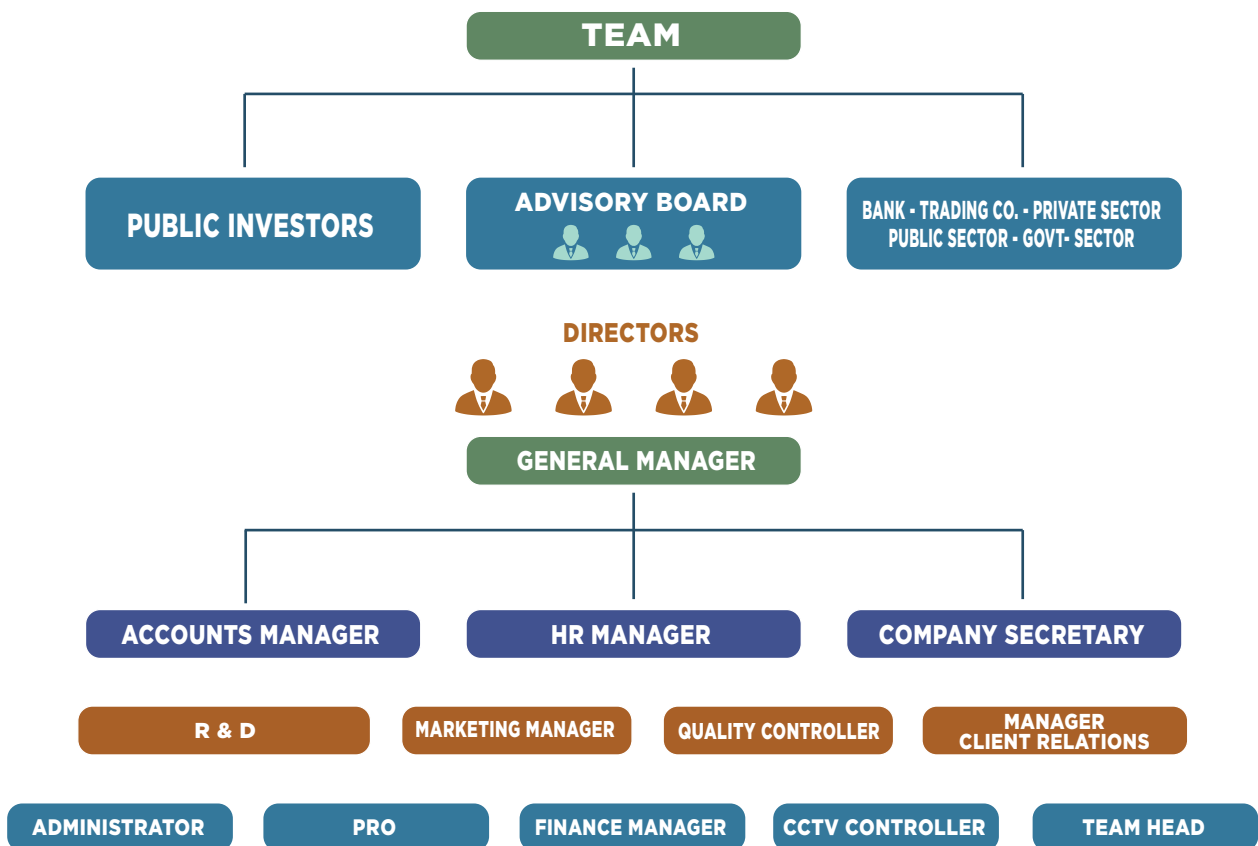 TEAM
PUBLIC INVESTORS
ADVISORY BOARD
BANK - TRADING CO. - PRIVATE SECTOR
PUBLIC SECTOR - GOVT- SECTOR
DIRECTORS
GENERAL MANAGER
ACCOUNTS MANAGER
HR MANAGER
COMPANY SECRETARY
R & D
MARKETING MANAGER
QUALITY CONTROLLER
MANAGER
CLIENT RELATIONS
ADMINISTRATOR
PRO
FINANCE MANAGER
CCTV CONTROLLER
TEAM HEAD